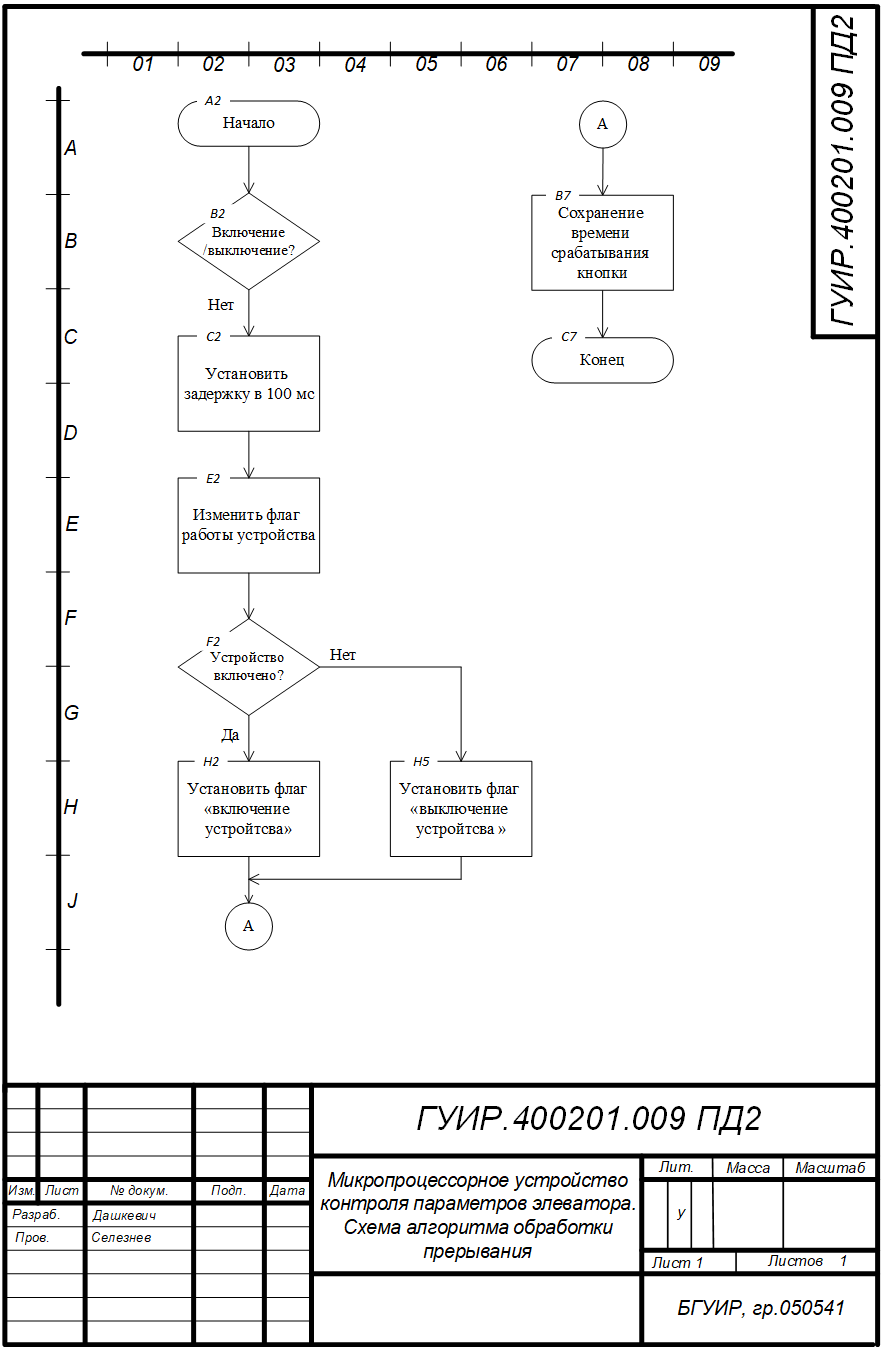 ГУИР.400201.009 ПД2
01 02 03 04 05 06 07 08 09
A
B
C
D
E
F
G
H
J
A2
Начало
B2
Включение
/выключение?
Нет
C2
Установить
задержку в 100 мс
E2
Изменить флаг
работы устройства
F2
Устройство
включено?
Нет
Да
H2
Установить флаг
«включение
устройтсва»
H5
Установить флаг
«выключение
устройтсва »
А
А
B7
Сохранение
времени
срабатывания
кнопки
C7
Конец
ГУИР.400201.009 ПД2
Изм. Лист № докум. Подп. Дата
Разраб. Дашкевич
Пров. Селезнев
Микропроцессорное устройство
контроля параметров элеватора.
Схема алгоритма обработки
прерывания
Лит. Масса Масштаб
у
Лист 1 Листов 1
БГУИР, гр.050541